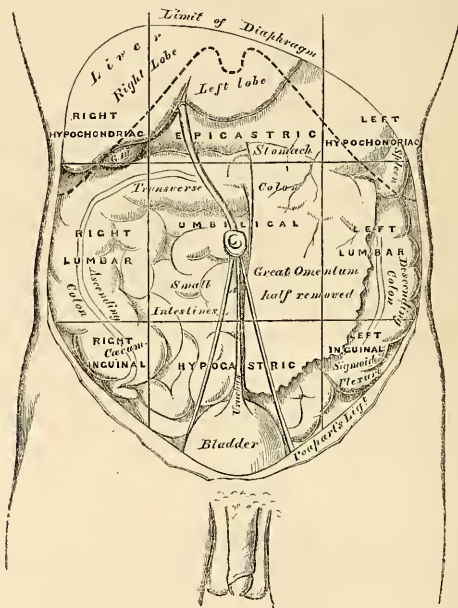 Limit of Diaphragm
Liver
Right Lobe
Left lobe
RIGHT
HYPOCHONDRIAC
EPIGASTRIC
LEFT
HYPOCHONDRIAC
Stomach
Spleen
Transverse
Colon
UMBILICAL
RIGHT
LUMBAR
LEFT
LUMBAR
Ascending
Colon
Small
Intestines
Great Omentum
half removed
Descending
Colon
RIGHT
Cæcum
INGUINAL
HYPOGASTRIC
LEFT
INGUINAL
Sigmoid
Flexure
Urachus
Bladder
Poupart's Ligt